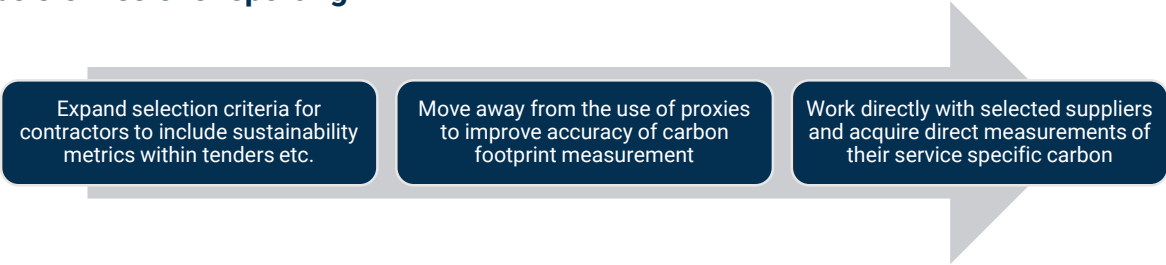 Expand selection criteria for
contractors to include sustainability
metrics within tenders etc.
Move away from the use of proxies
to improve accuracy of carbon
footprint measurement
Work directly with selected suppliers
and acquire direct measurements of
their service specific carbon